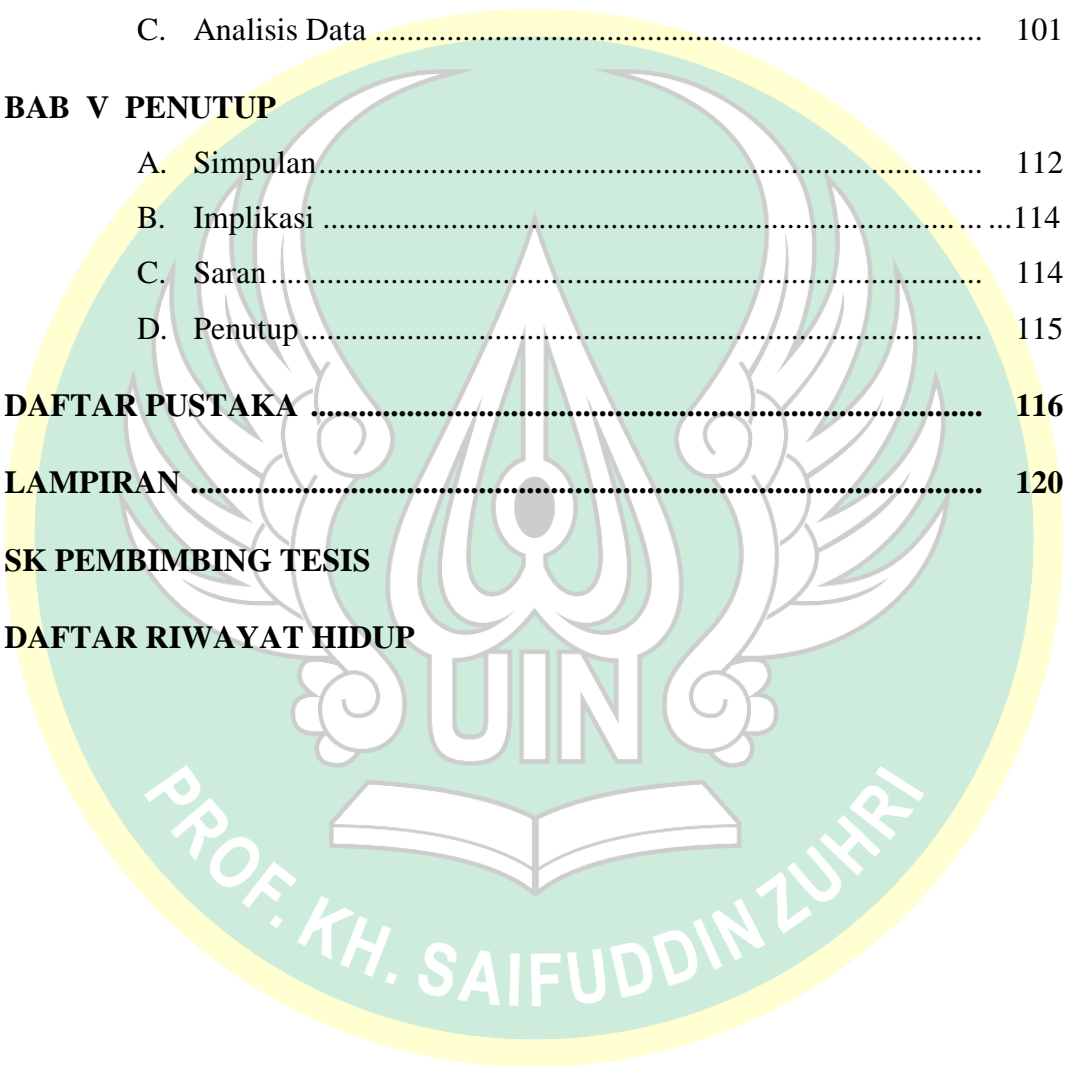 C. Analisis Data ........................................................................... 101
BAB V PENUTUP
A. Simpulan.................................................................................. 112
B. Implikasi .............................................................................. ... ...114
C. Saran ........................................................................................ 114
D. Penutup.................................................................................... 115
DAFTAR PUSTAKA .................................................................................. 116
LAMPIRAN ................................................................................................. 120
SK PEMBIMBING TESIS
DAFTAR RIWAYAT HIDUP
UIN
PROF. KH. SAIFUDDIN ZUHRI